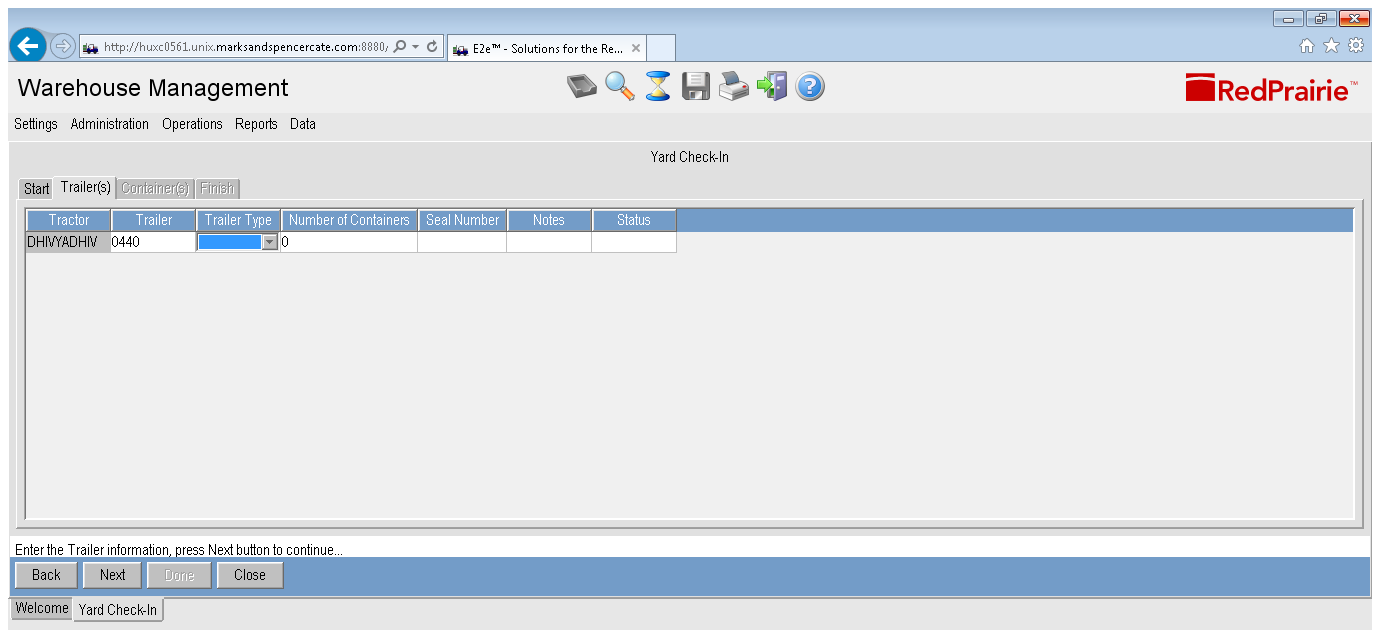 http://huxc0561.unix.marksandspencercate.com:8880/
E2e™ - Solutions for the Re...
Warehouse Management
RedPrairie™
Settings Administration Operations Reports Data
Yard Check-In
Start Trailer(s) Container(s) Finish
Tractor Trailer Trailer Type Number of Containers Seal Number Notes Status
DHIVYADHIV 0440 0
Enter the Trailer information, press Next button to continue...
Back Next Done Close
Welcome Yard Check-In